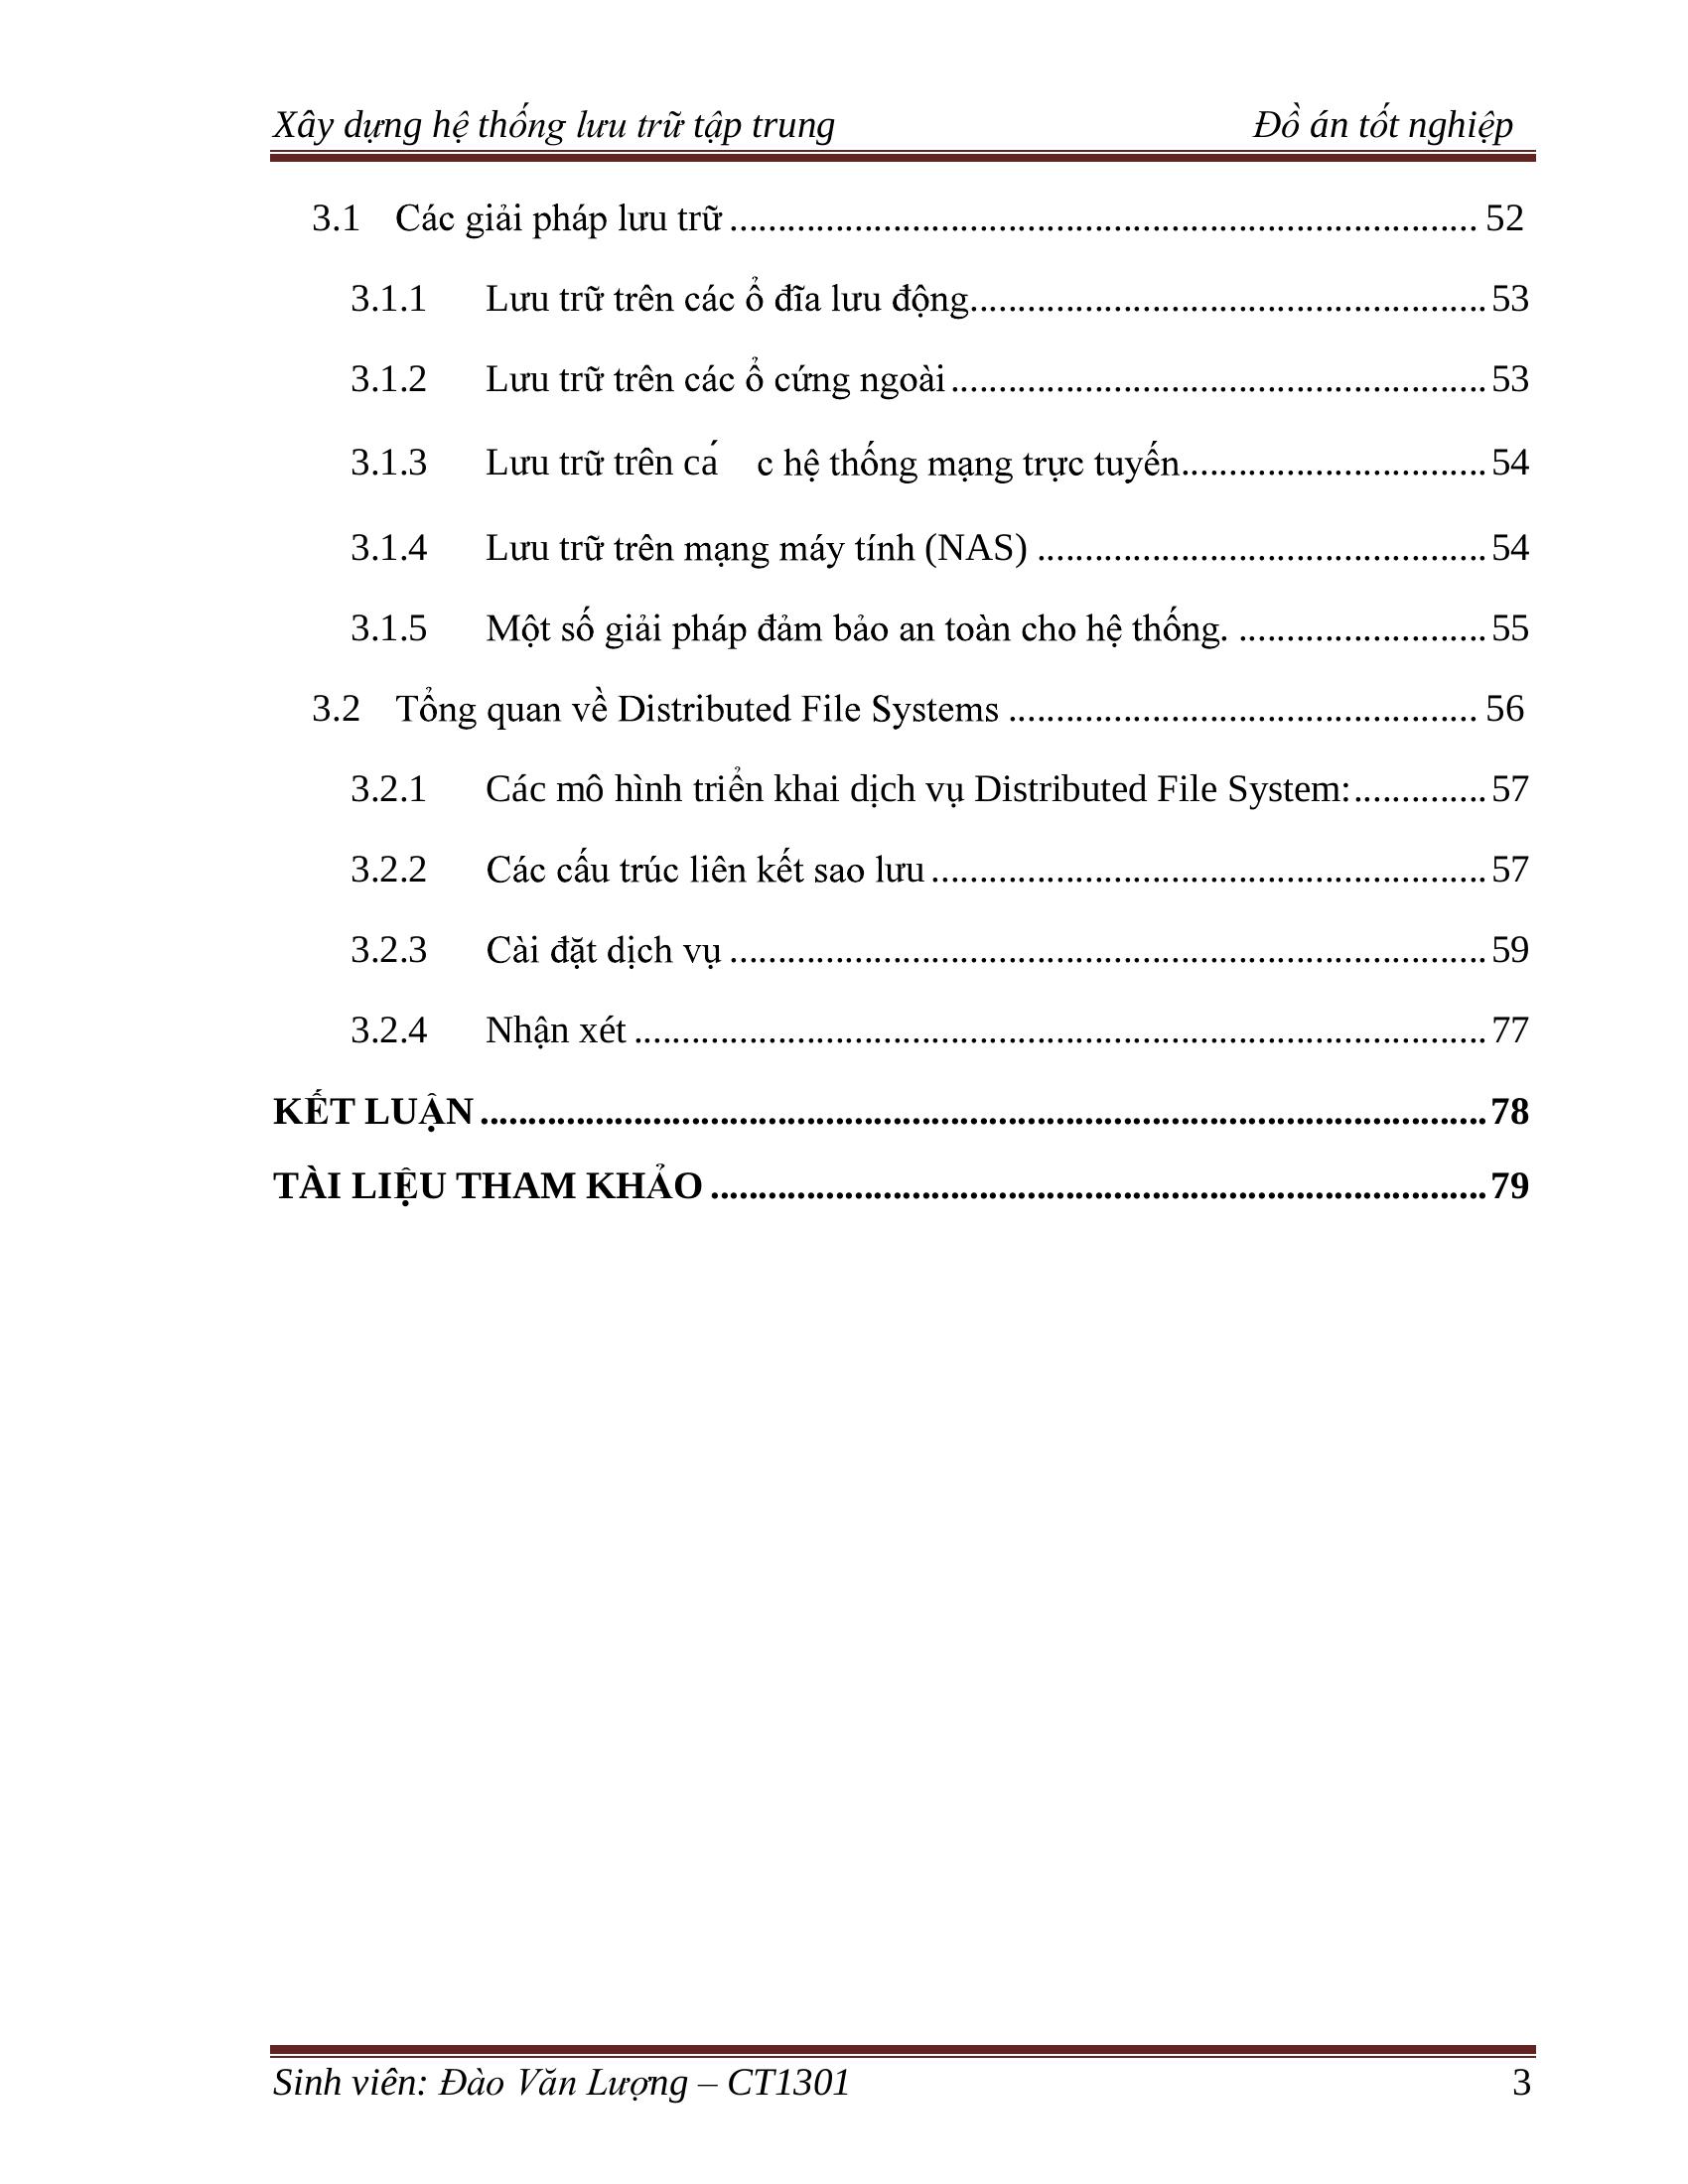 Xây dựng hệ thống lưu trữ tập trung Đồ án tốt nghiệp
3.1 Các giải pháp lưu trữ ........................................................................... 52
3.1.1 Lưu trữ trên các ổ đĩa lưu động..................................................... 53
3.1.2 Lưu trữ trên các ổ cứng ngoài ....................................................... 53
3.1.3 Lưu trữ trên cá c hệ thống mạng trực tuyến................................ 54
3.1.4 Lưu trữ trên mạng máy tính (NAS) .............................................. 54
3.1.5 Một số giải pháp đảm bảo an toàn cho hệ thống. .......................... 55
3.2 Tổng quan về Distributed File Systems ................................................ 56
3.2.1 Các mô hình triển khai dịch vụ Distributed File System:.............. 57
3.2.2 Các cấu trúc liên kết sao lưu ......................................................... 57
3.2.3 Cài đặt dịch vụ .............................................................................. 59
3.2.4 Nhận xét ........................................................................................ 77
KẾT LUẬN ........................................................................................................ 78
TÀI LIỆU THAM KHẢO ................................................................................ 79
Sinh viên: Đào Văn Lượng – CT1301 3